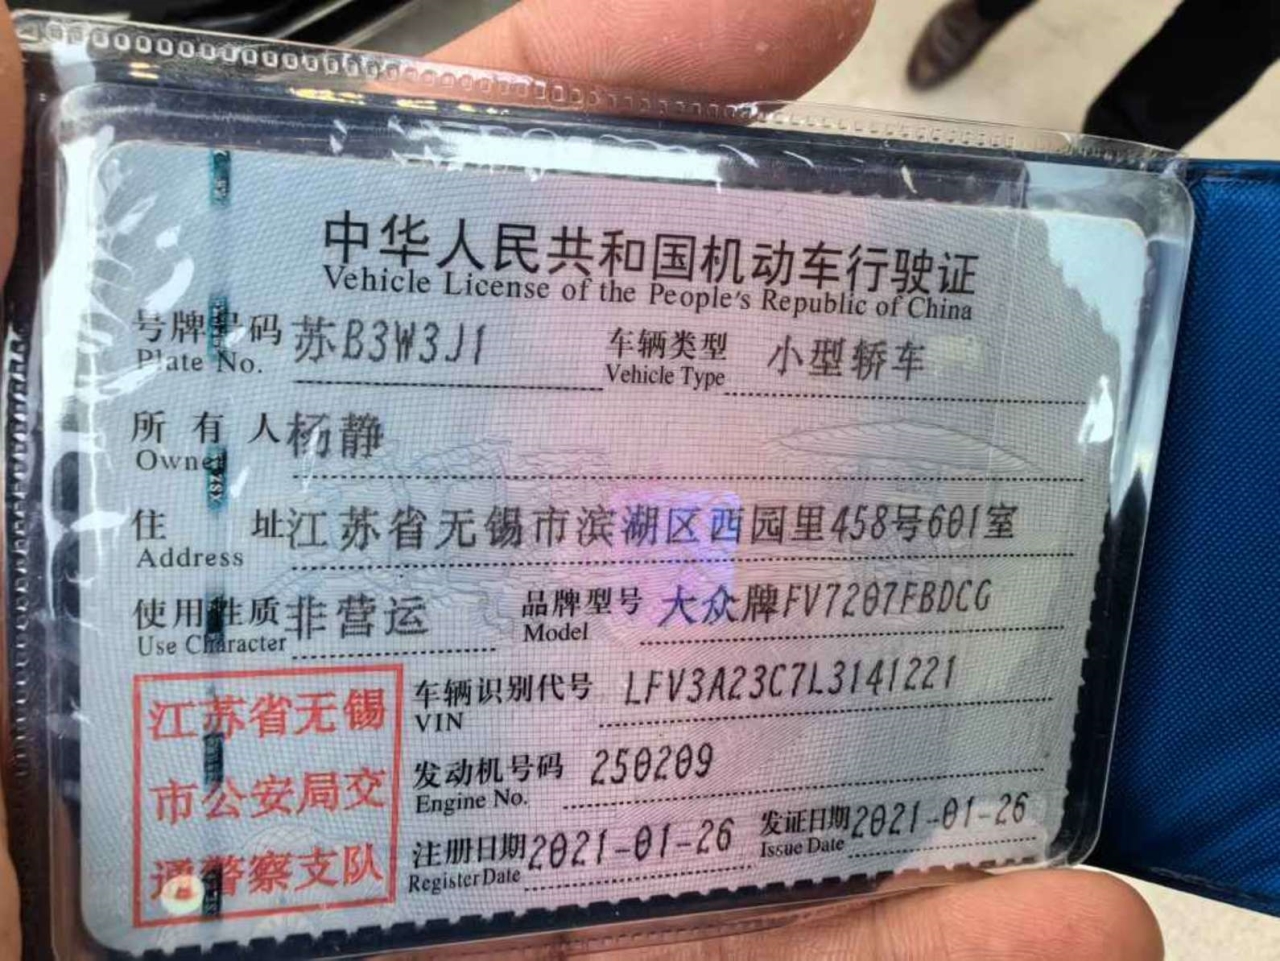 中华人民共和国机动车行驶证
Vehicle License of the People's Republic of China
号牌号码 苏B3W3J1 车辆类型 小型轿车
Plate No. Vehicle Type
所有人 杨静
Owner
住址 江苏省无锡市滨湖区西园里458号601室
Address
使用性质 非营运 品牌型号 大众牌FV7207FBDCG
Use Character Model
江苏省无锡
市公安局交
通警察支队
车辆识别代号 LFV3A23C7L3141221
VIN
发动机号码 250209
Engine No.
注册日期 2021-01-26 发证日期 2021-01-26
Register Date Issue Date